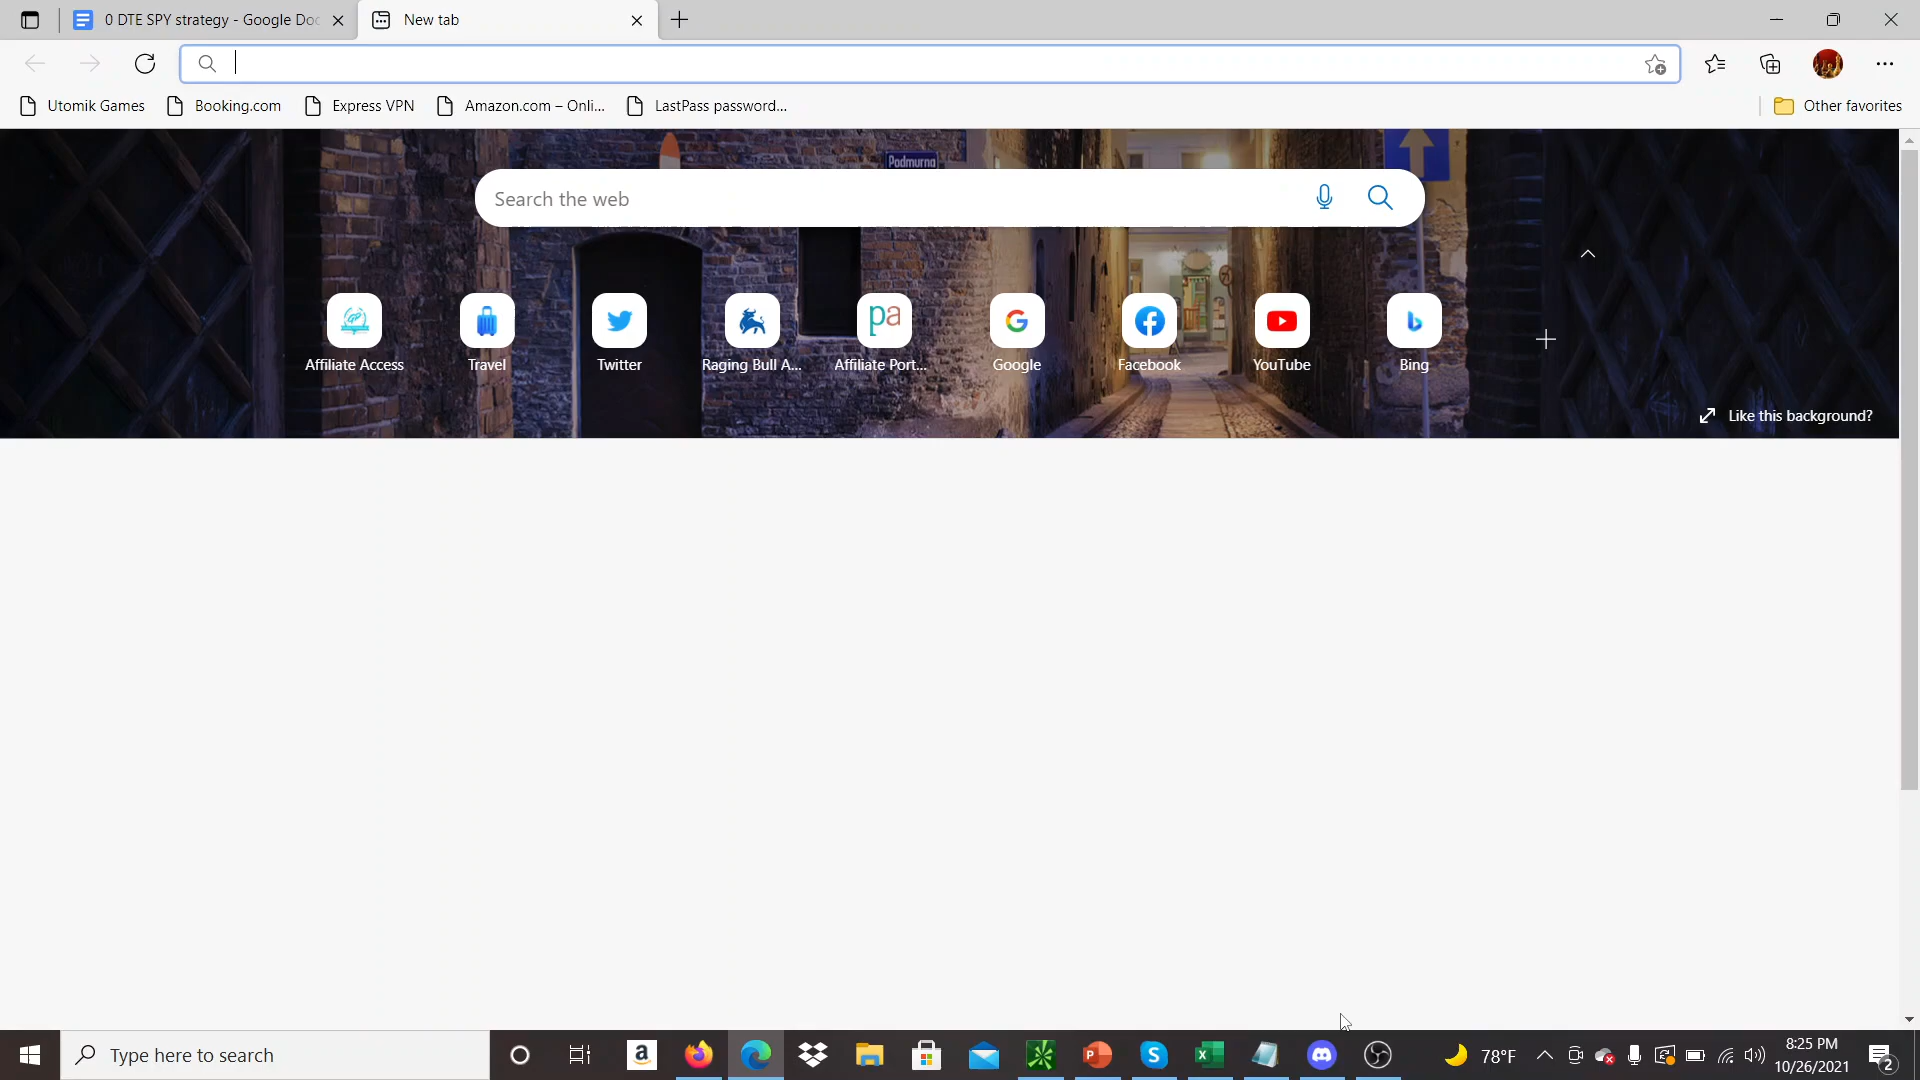 0 DTE SPY strategy - Google Doc
New tab
Utomik Games
Booking.com
Express VPN
Amazon.com – Onli...
LastPass password...
Other favorites
Podmurna
Search the web
Affiliate Access
Travel
Twitter
Raging Bull A...
pa
Affiliate Port...
Google
Facebook
YouTube
Bing
Like this background?
Type here to search
78°F
8:25 PM
10/26/2021
2